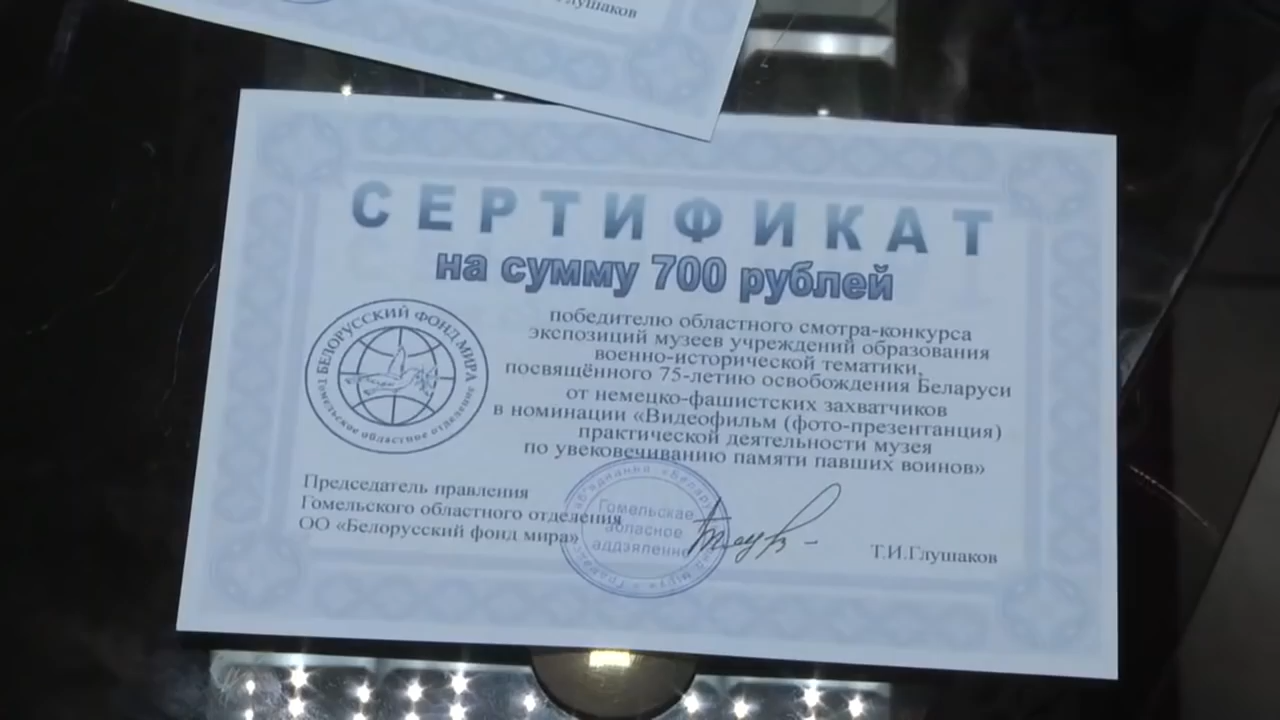 Глушаков
СЕРТИФИКАТ
на сумму 700 рублей
победителю областного смотра-конкурса
экспозиций музеев учреждений образования
военно-исторической тематики,
посвящённого 75-летию освобождения Беларуси
от немецко-фашистских захватчиков
в номинации «Видеофильм (фото-презентанция)
практической деятельности музея
по увековечиванию памяти павших воинов»
БЕЛОРУССКИЙ ФОНД МИРА
Гомельское областное отделение
Председатель правления
Гомельского областного отделения
ОО «Белорусский фонд мира»
Гомельскае
абласное
аддзяленне
Т.И.Глушаков